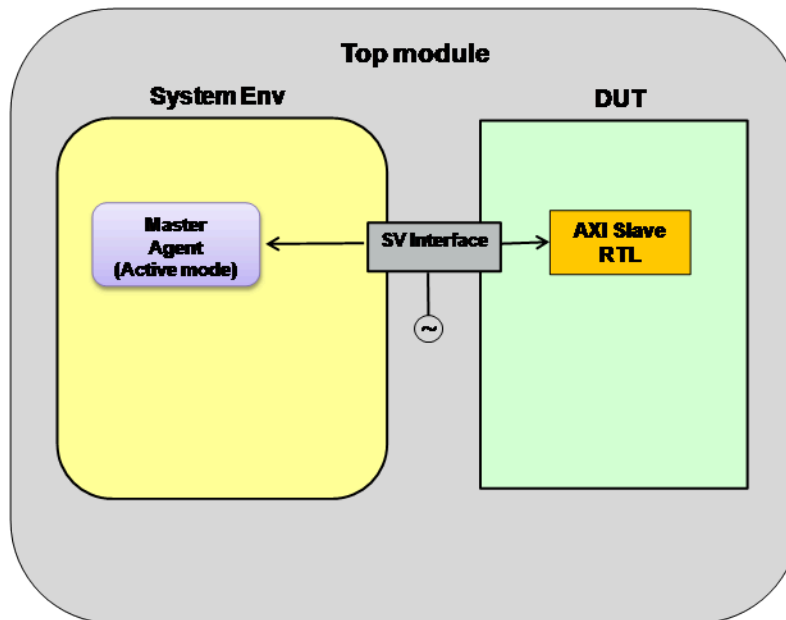 Top module
System Env
DUT
Master
Agent
(Active mode)
SV Interface
AXI Slave
RTL
~